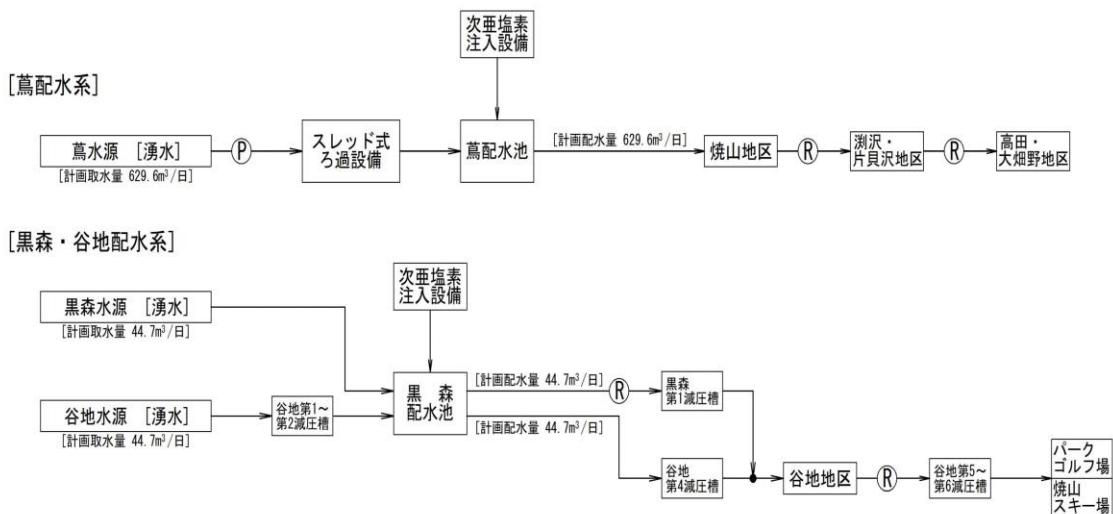 次亜塩素
注入設備
[蔦配水系]
蔦水源 [湧水]
[計画取水量 629.6m³/日]
P
スレッド式
ろ過設備
蔦配水池
[計画配水量 629.6m³/日]
焼山地区
R
渕沢・
片貝沢地区
R
高田・
大畑野地区
[黒森・谷地配水系]
次亜塩素
注入設備
黒森水源 [湧水]
[計画取水量 44.7m³/日]
谷地水源 [湧水]
[計画取水量 44.7m³/日]
谷地第1～
第2減圧槽
黒 森
配水池
[計画配水量 44.7m³/日]
R
黒森
第1減圧槽
[計画配水量 44.7m³/日]
谷地
第4減圧槽
谷地地区
R
谷地第5～
第6減圧槽
パーク
ゴルフ場
焼山
スキー場